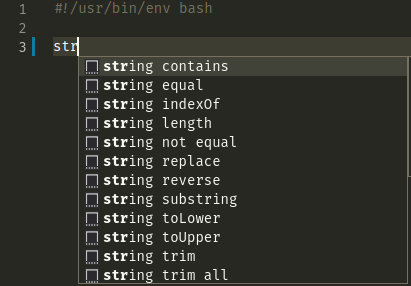 1 #!/usr/bin/env bash
2
3 str
string contains
string equal
string indexOf
string length
string not equal
string replace
string reverse
string substring
string toLower
string toUpper
string trim
string trim all